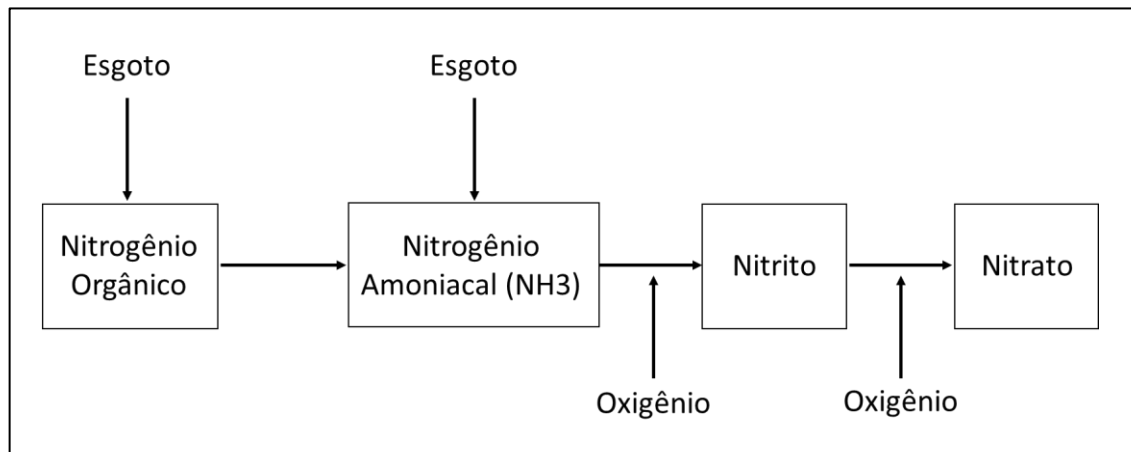 Esgoto
Esgoto
Nitrogênio
Orgânico
Nitrogênio
Amoniacal (NH3)
Nitrito
Nitrato
Oxigênio
Oxigênio